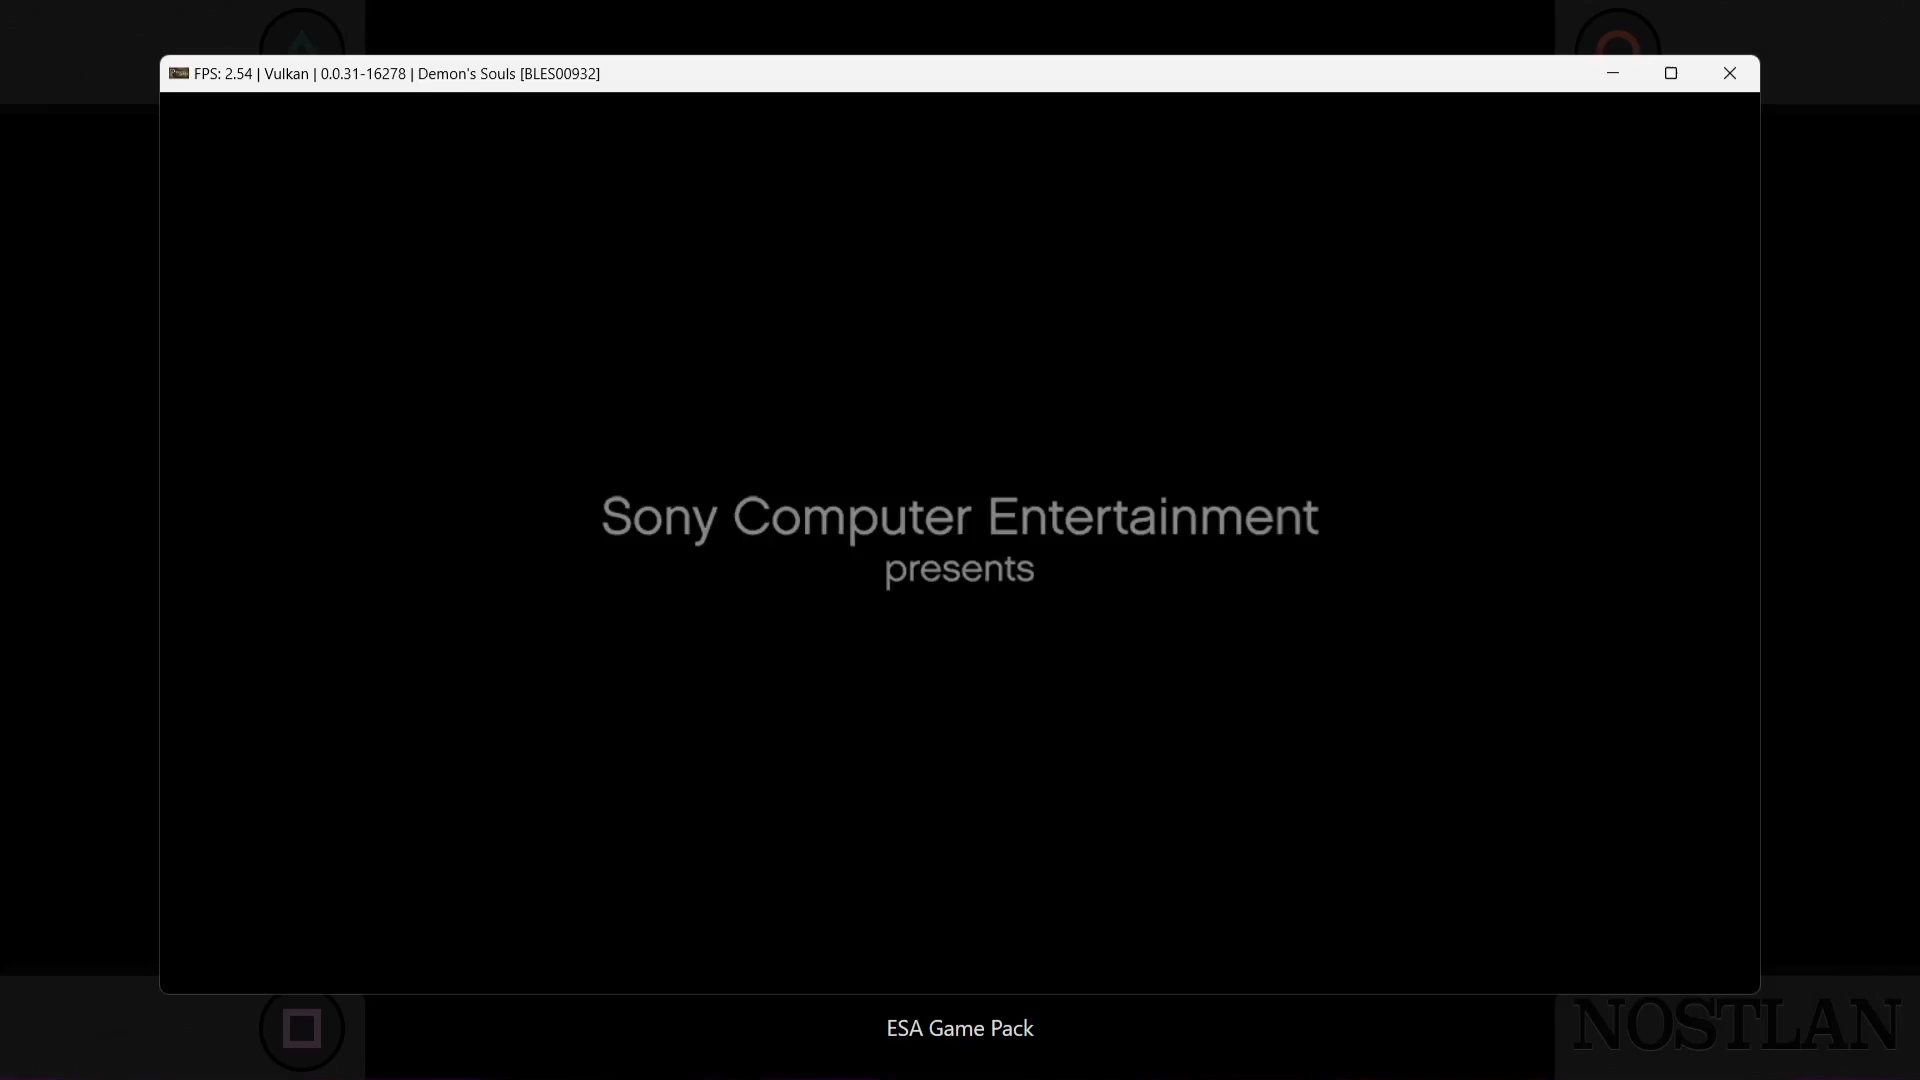 FPS: 2.54 | Vulkan | 0.0.31-16278 | Demon's Souls [BLES00932]
Sony Computer Entertainment
presents
ESA Game Pack
NOSTLAN